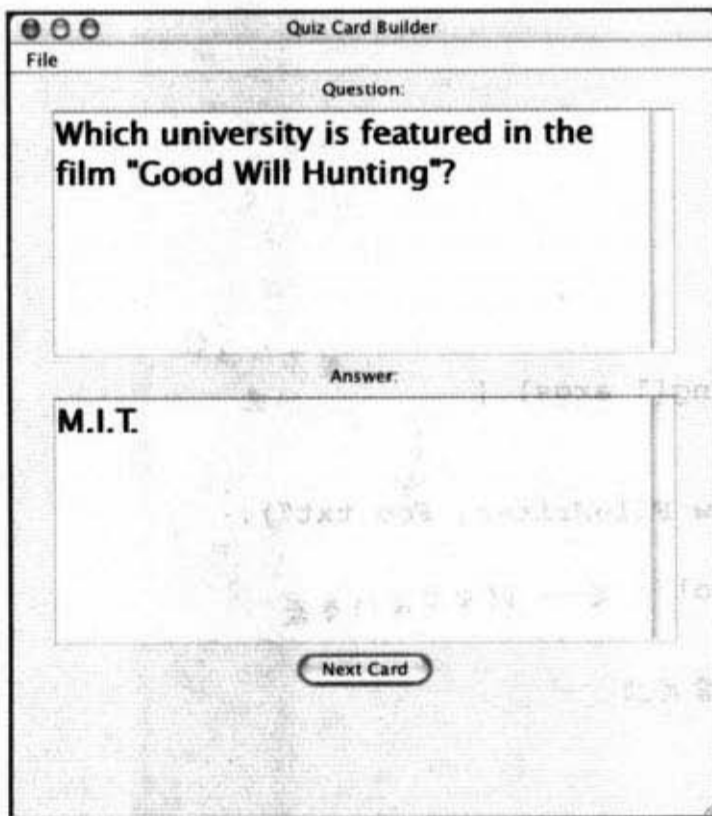 Quiz Card Builder
File
Question:
Which university is featured in the
film "Good Will Hunting"?
Answer:
M.I.T.
Next Card